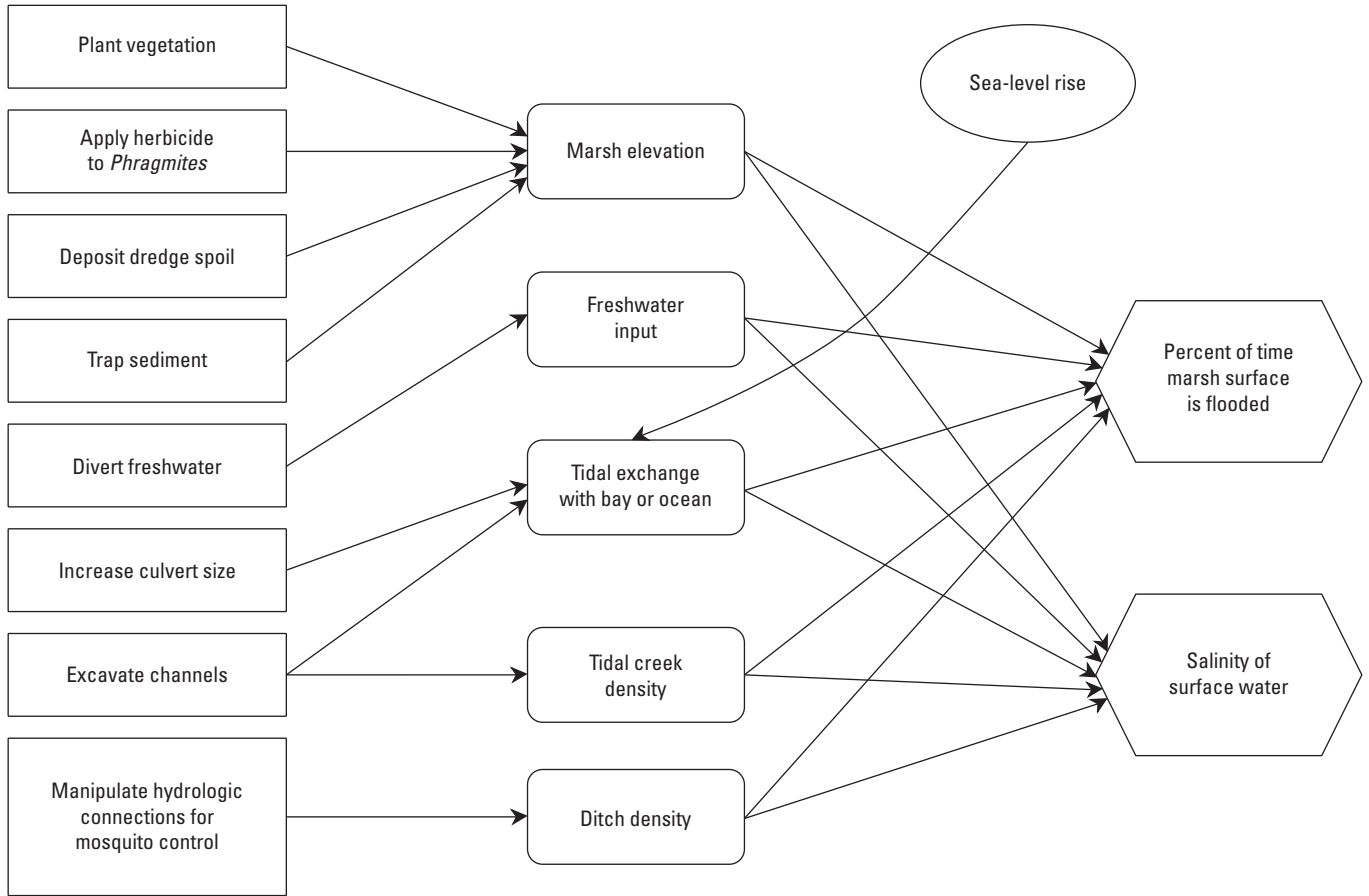 Plant vegetation
Apply herbicide
to Phragmites
Deposit dredge spoil
Trap sediment
Divert freshwater
Increase culvert size
Excavate channels
Manipulate hydrologic
connections for
mosquito control
Marsh elevation
Freshwater
input
Tidal exchange
with bay or ocean
Tidal creek
density
Ditch density
Sea-level rise
Percent of time
marsh surface
is flooded
Salinity of
surface water